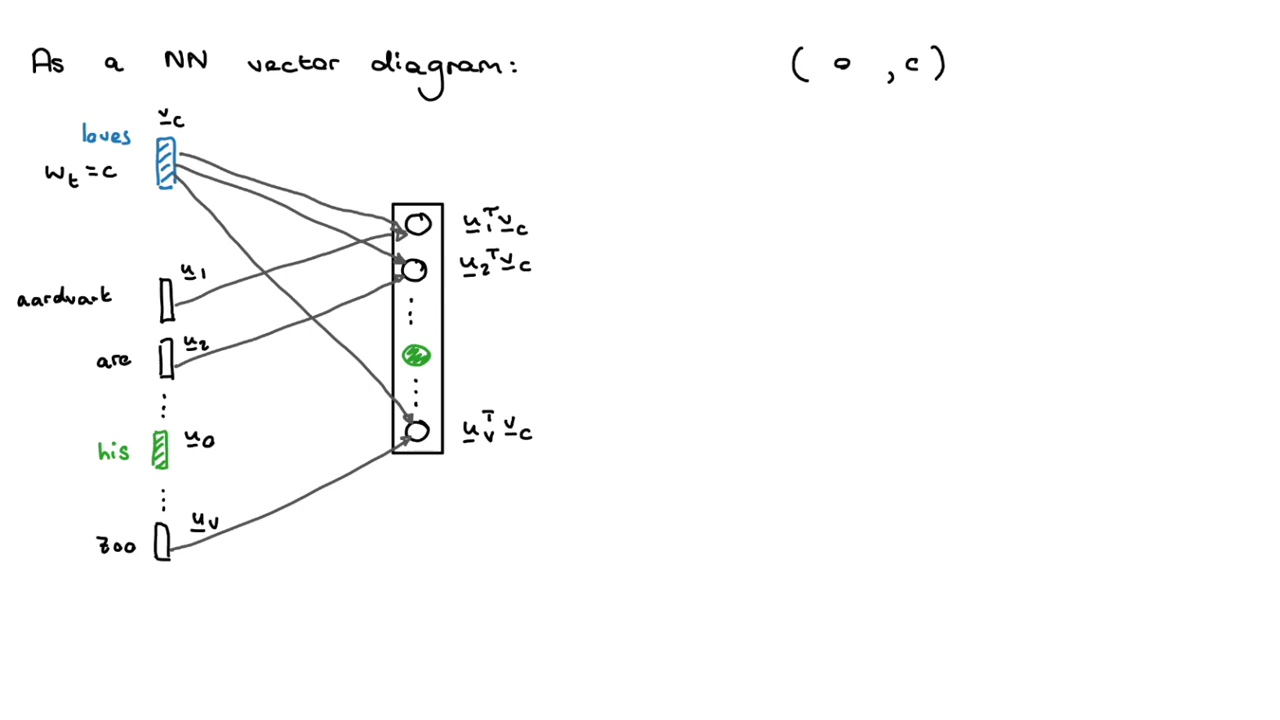 As a NN vector diagram: ( o , c )
v_c
loves
w_t = c
u_1^T v_c
u_2^T v_c
u_1
aardvark
u_2
are
u_V^T v_c
u_o
his
u_V
zoo